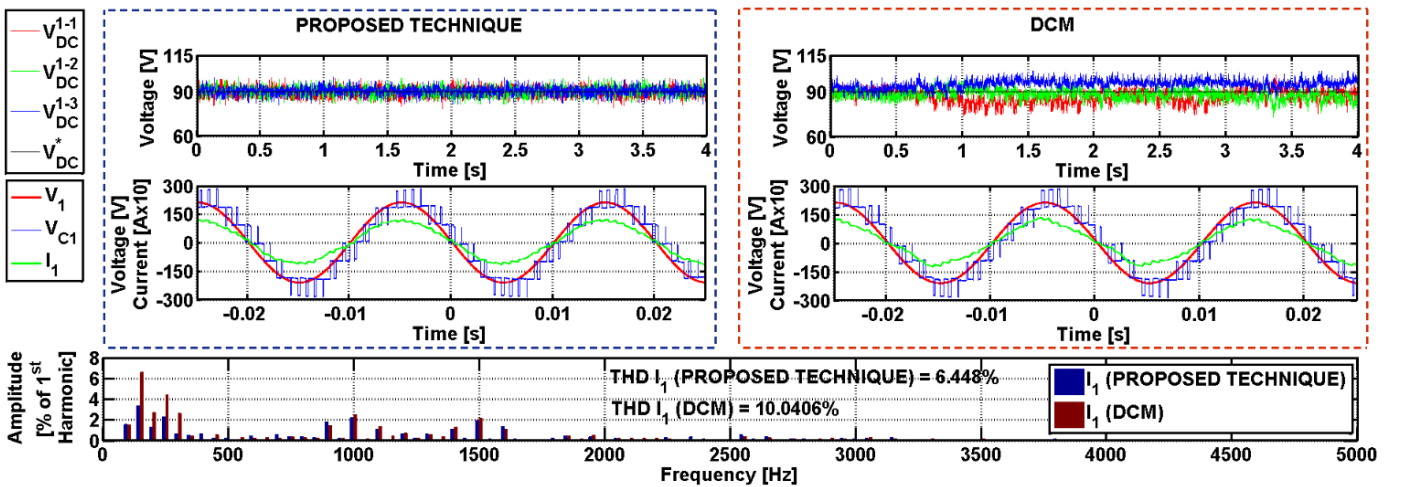 V_DC^1-1
V_DC^1-2
V_DC^1-3
V_DC^*
V_1
V_C1
I_1
PROPOSED TECHNIQUE
Voltage [V]
115
90
60
0 0.5 1 1.5 2 2.5 3 3.5 4
Time [s]
Voltage [V]
Current [Ax10]
300
150
0
-150
-300
-0.02 -0.01 0 0.01 0.02
Time [s]
DCM
Voltage [V]
115
90
60
0 0.5 1 1.5 2 2.5 3 3.5 4
Time [s]
Voltage [V]
Current [Ax10]
300
150
0
-150
-300
-0.02 -0.01 0 0.01 0.02
Time [s]
Amplitude
[% of 1^st
Harmonic]
8
6
4
2
0
0 500 1000 1500 2000 2500 3000 3500 4000 4500 5000
Frequency [Hz]
THD I_1 (PROPOSED TECHNIQUE) = 6.448%
THD I_1 (DCM) = 10.0406%
I_1 (PROPOSED TECHNIQUE)
I_1 (DCM)